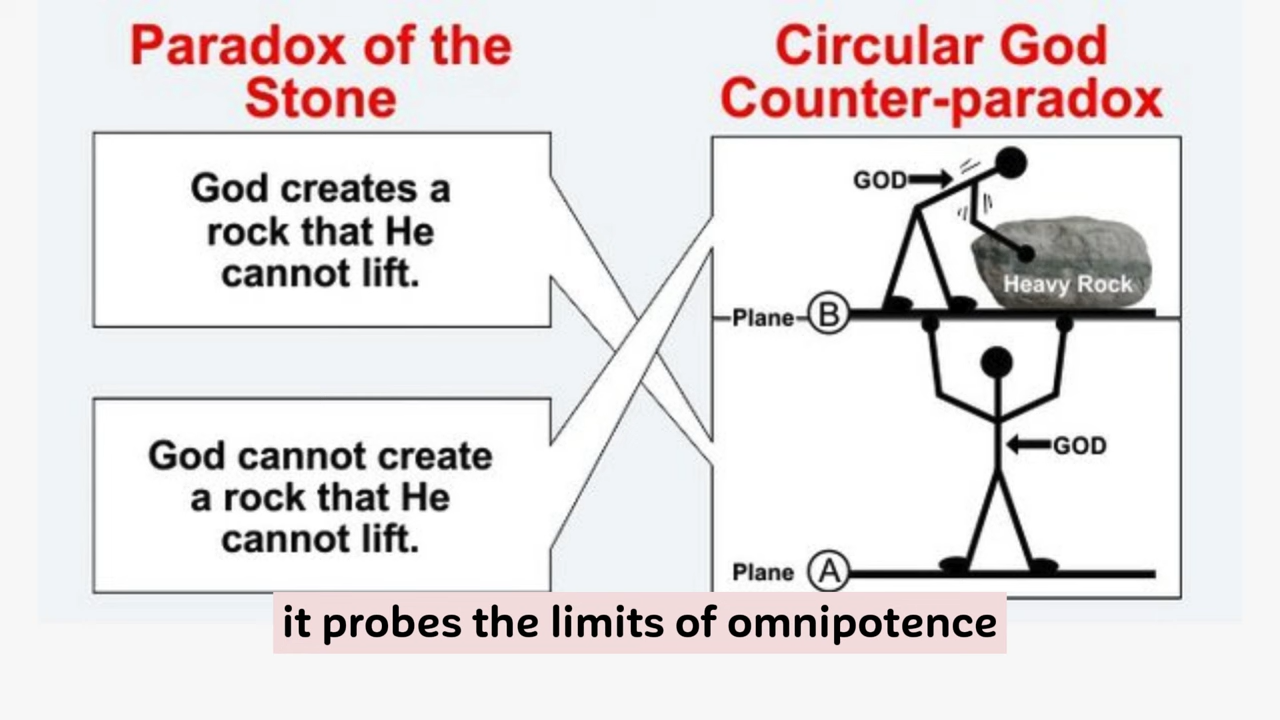 Paradox of the
Stone
God creates a
rock that He
cannot lift.
God cannot create
a rock that He
cannot lift.
Circular God
Counter-paradox
GOD
Heavy Rock
Plane B
GOD
Plane A
it probes the limits of omnipotence